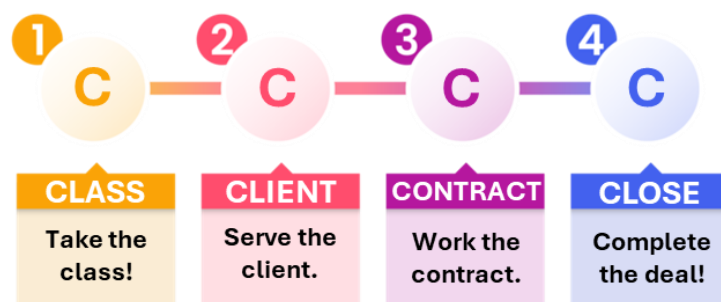 1
C
2
C
3
C
4
C
CLASS
Take the
class!
CLIENT
Serve the
client.
CONTRACT
Work the
contract.
CLOSE
Complete
the deal!